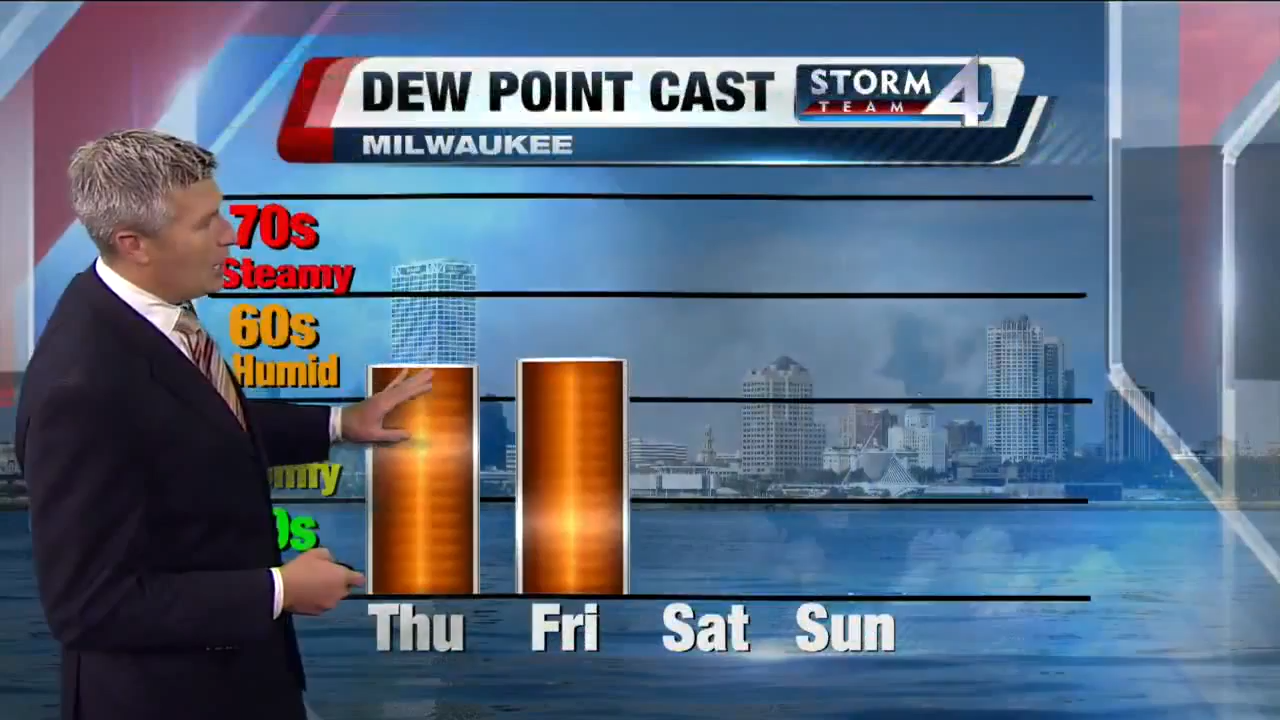 DEW POINT CAST
STORM 4
TEAM
MILWAUKEE
70s
Steamy
60s
Humid
Thu Fri Sat Sun